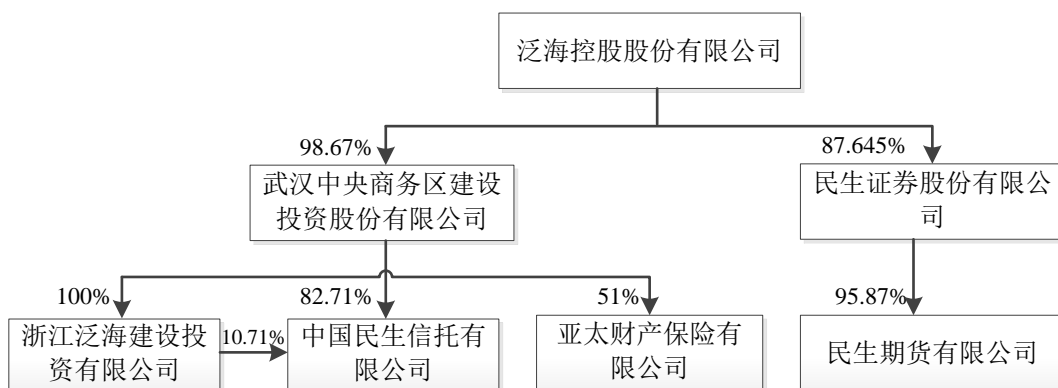 泛海控股股份有限公司
98.67%
87.645%
武汉中央商务区建设
投资股份有限公司
民生证券股份有限公
司
100%
82.71%
51%
95.87%
浙江泛海建设投
资有限公司
10.71%
中国民生信托有
限公司
亚太财产保险有
限公司
民生期货有限公司